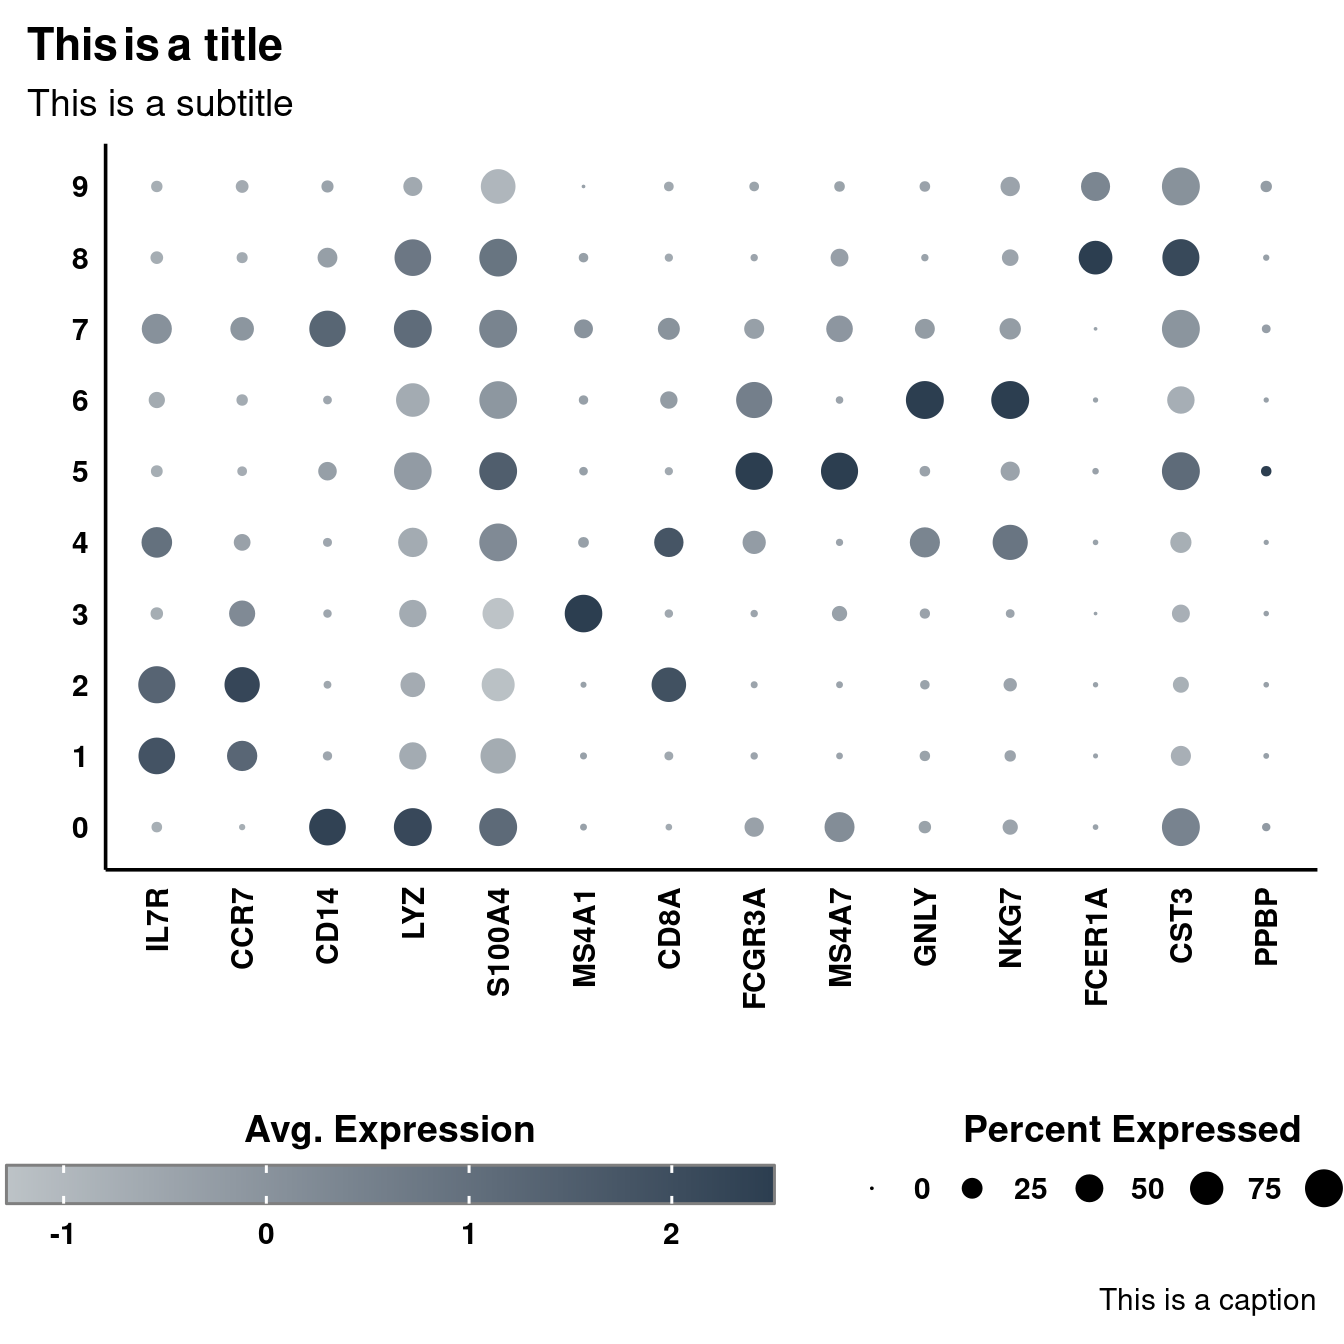 This is a title
This is a subtitle
9
8
7
6
5
4
3
2
1
0
IL7R CCR7 CD14 LYZ S100A4 MS4A1 CD8A FCGR3A MS4A7 GNLY NKG7 FCER1A CST3 PPBP
Avg. Expression
-1 0 1 2
Percent Expressed
0 25 50 75
This is a caption